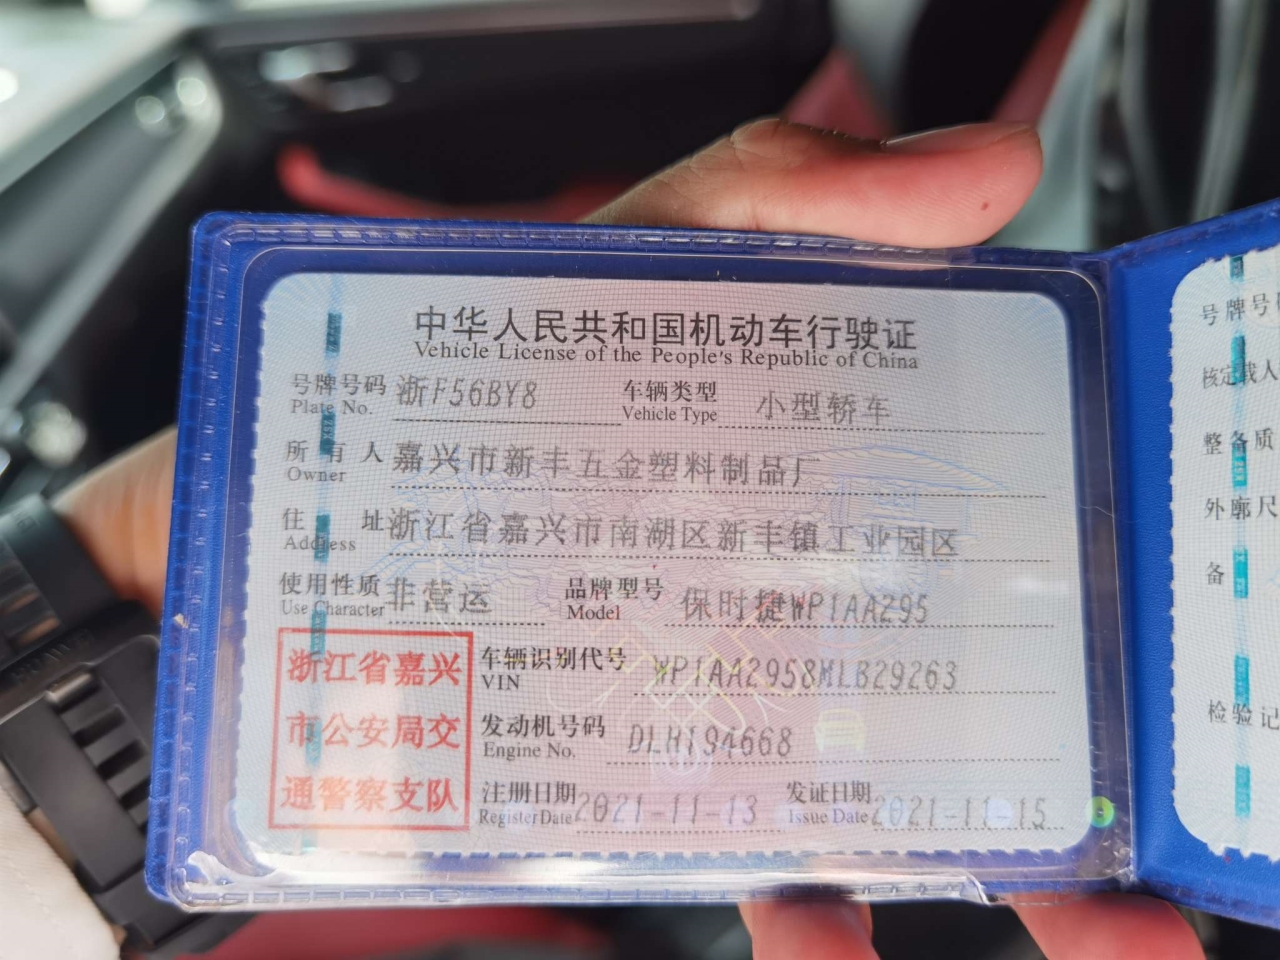 中华人民共和国机动车行驶证
Vehicle License of the People's Republic of China
号牌号码 浙F56BY8 车辆类型 小型轿车
Plate No. Vehicle Type
所有人 嘉兴市新丰五金塑料制品厂
Owner
住址 浙江省嘉兴市南湖区新丰镇工业园区
Address
使用性质 非营运 品牌型号 保时捷WP1AA295
Use Character Model
浙江省嘉兴
市公安局交
通警察支队
车辆识别代号 WP1AA2958MLB29263
VIN
发动机号码 DLH194668
Engine No.
注册日期 2021-11-13 发证日期 2021-11-15
Register Date Issue Date
号牌号
核定载人
整备质
外廓尺
备
检验记